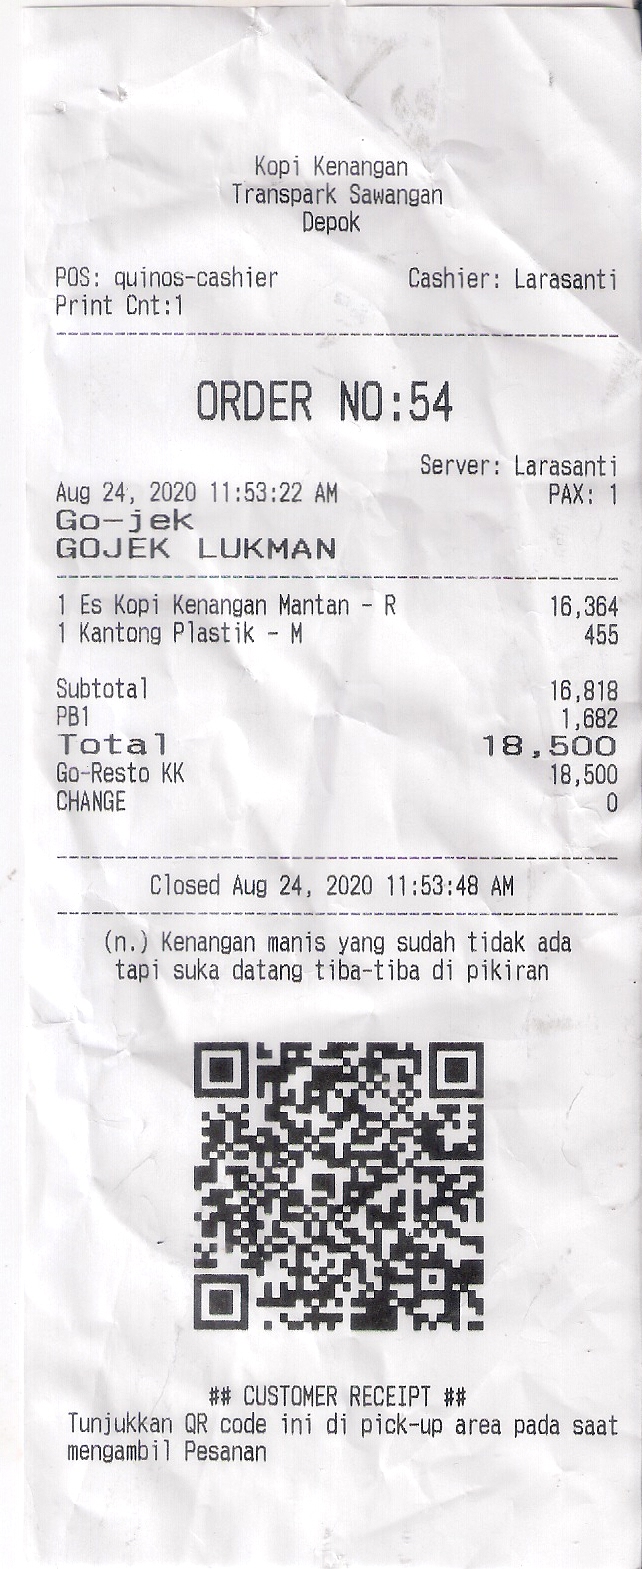 Kopi Kenangan
Transpark Sawangan
Depok
POS: quinos-cashier Cashier: Larasanti
Print Cnt:1
ORDER NO:54
Server: Larasanti
Aug 24, 2020 11:53:22 AM PAX: 1
Go-jek
GOJEK LUKMAN
1 Es Kopi Kenangan Mantan - R 16,364
1 Kantong Plastik - M 455
Subtotal 16,818
PB1 1,682
Total 18,500
Go-Resto KK 18,500
CHANGE 0
Closed Aug 24, 2020 11:53:48 AM
(n.) Kenangan manis yang sudah tidak ada
tapi suka datang tiba-tiba di pikiran
## CUSTOMER RECEIPT ##
Tunjukkan QR code ini di pick-up area pada saat
mengambil Pesanan